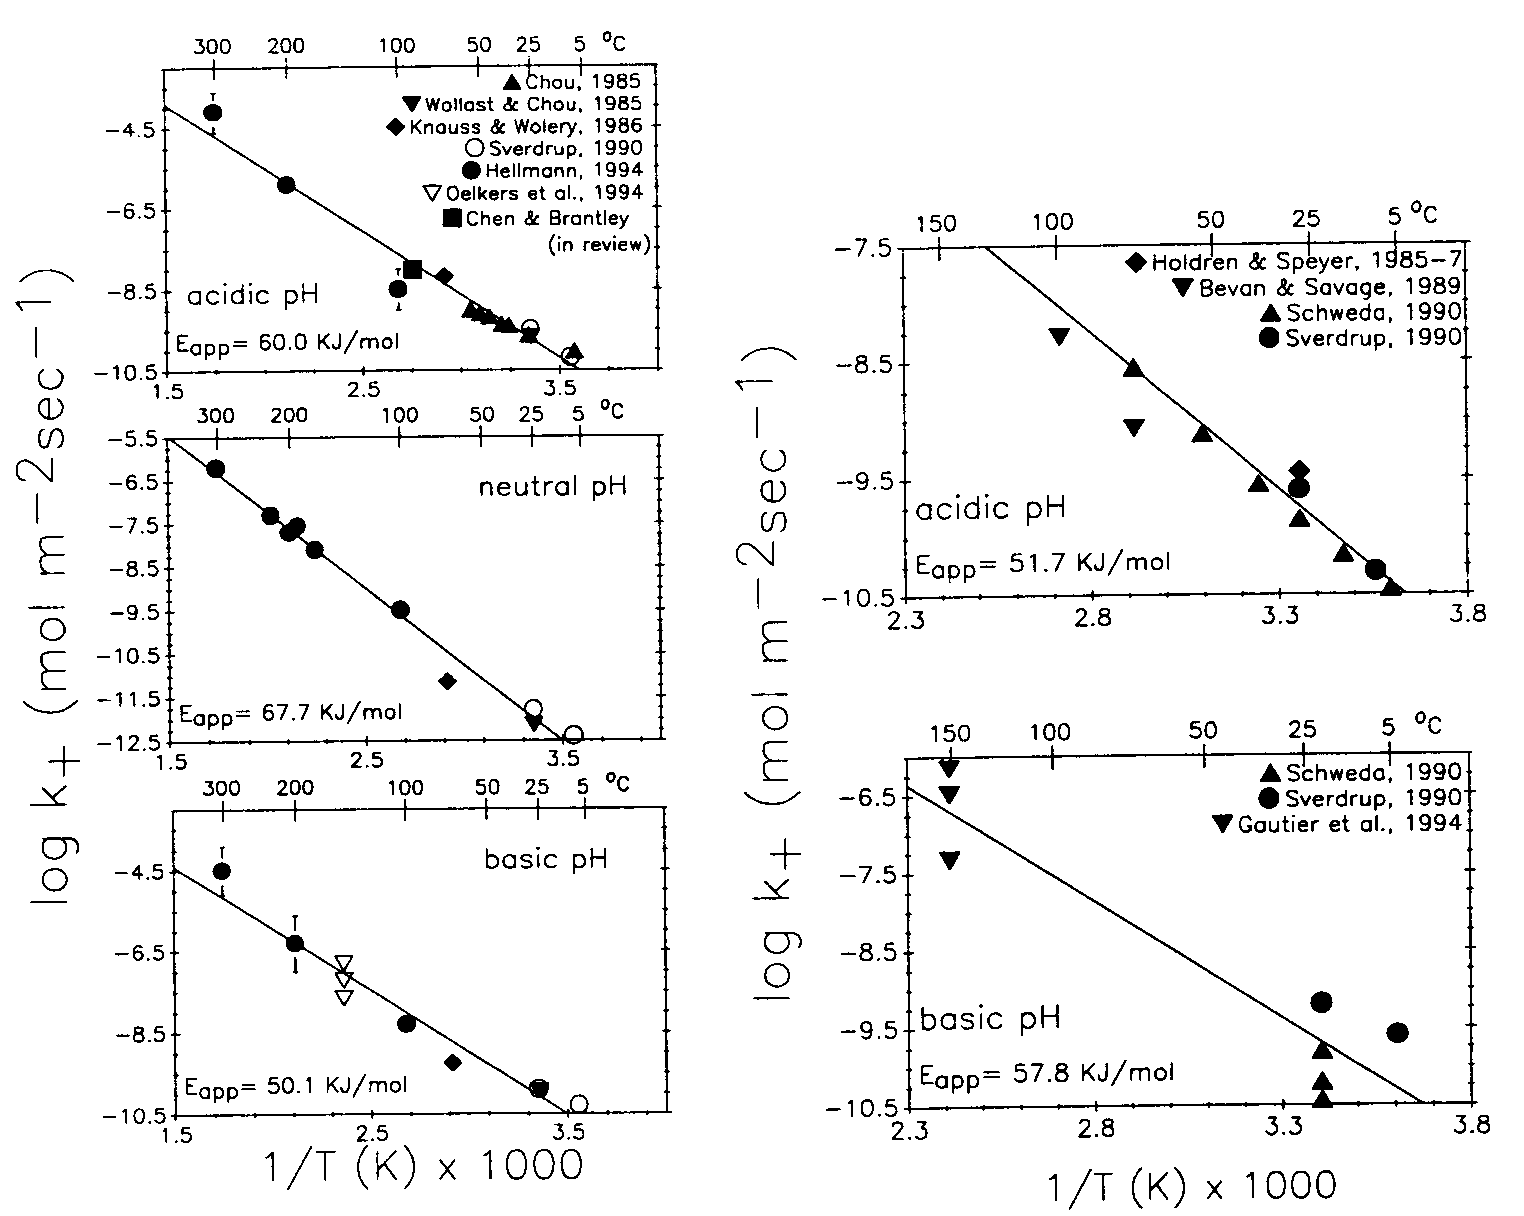 300 200 100 50 25 5 °C
▲ Chou, 1985
▼ Wollast & Chou, 1985
◆ Knauss & Wolery, 1986
○ Sverdrup, 1990
● Hellmann, 1994
▽ Oelkers et al., 1994
■ Chen & Brantley
(in review)
-4.5
-6.5
-8.5
-10.5
acidic pH
Eapp= 60.0 KJ/mol
1.5 2.5 3.5
300 200 100 50 25 5 °C
-5.5
-6.5
-7.5
-8.5
-9.5
-10.5
-11.5
-12.5
neutral pH
Eapp= 67.7 KJ/mol
1.5 2.5 3.5
300 200 100 50 25 5 °C
-4.5
-6.5
-8.5
-10.5
basic pH
Eapp= 50.1 KJ/mol
1.5 2.5 3.5
1/T (K) x 1000
log k+ (mol m-2sec-1)
150 100 50 25 5 °C
◆ Holdren & Speyer, 1985-7
▼ Bevan & Savage, 1989
▲ Schweda, 1990
● Sverdrup, 1990
-7.5
-8.5
-9.5
-10.5
acidic pH
Eapp= 51.7 KJ/mol
2.3 2.8 3.3 3.8
150 100 50 25 5 °C
▲ Schweda, 1990
● Sverdrup, 1990
▼ Gautier et al., 1994
-6.5
-7.5
-8.5
-9.5
-10.5
basic pH
Eapp= 57.8 KJ/mol
2.3 2.8 3.3 3.8
1/T (K) x 1000
log k+ (mol m-2sec-1)